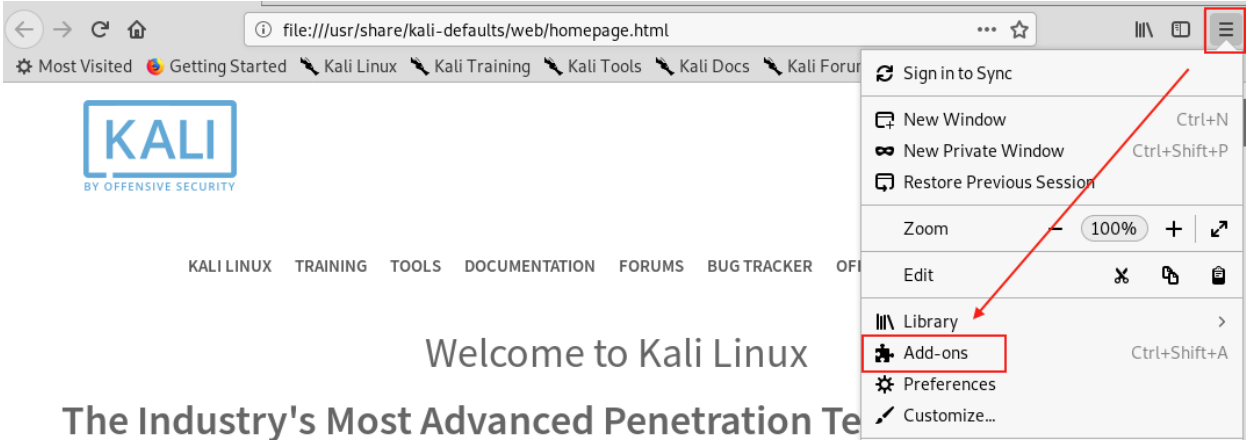 file:///usr/share/kali-defaults/web/homepage.html
Most Visited Getting Started Kali Linux Kali Training Kali Tools Kali Docs Kali Forur
KALI
BY OFFENSIVE SECURITY
KALI LINUX TRAINING TOOLS DOCUMENTATION FORUMS BUG TRACKER OFI
Welcome to Kali Linux
The Industry's Most Advanced Penetration Te
Sign in to Sync
New Window Ctrl+N
New Private Window Ctrl+Shift+P
Restore Previous Session
Zoom − 100% +
Edit
Library >
Add-ons Ctrl+Shift+A
Preferences
Customize...